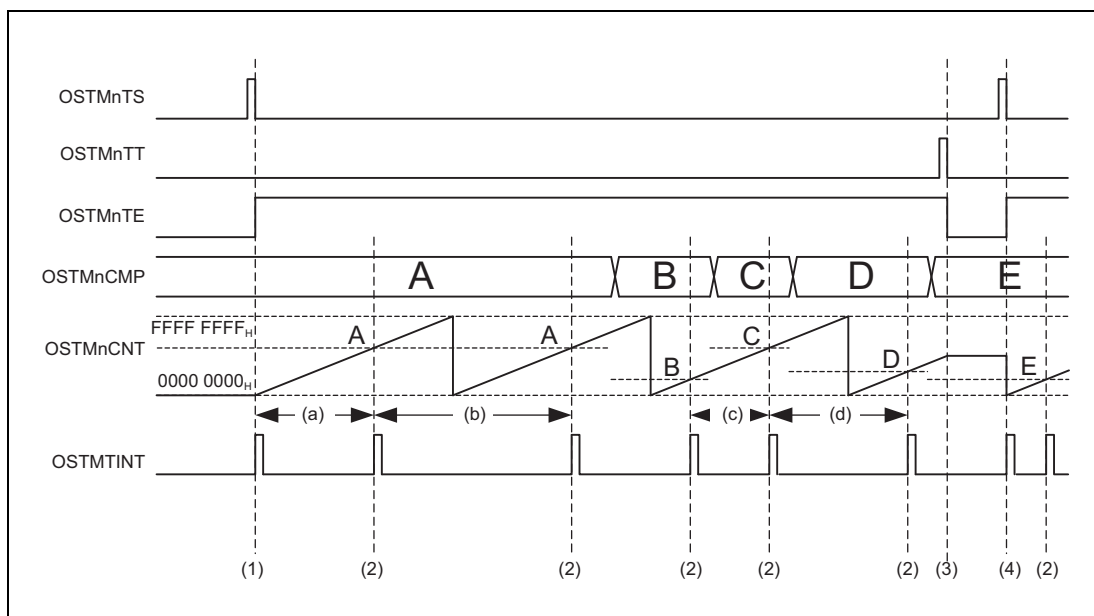 OSTMnTS
OSTMnTT
OSTMnTE
OSTMnCMP A B C D E
FFFF FFFFH A A C
OSTMnCNT
0000 0000H B D E
(a) (b) (c) (d)
OSTMTINT
(1) (2) (2) (2) (2) (2) (3) (4) (2)